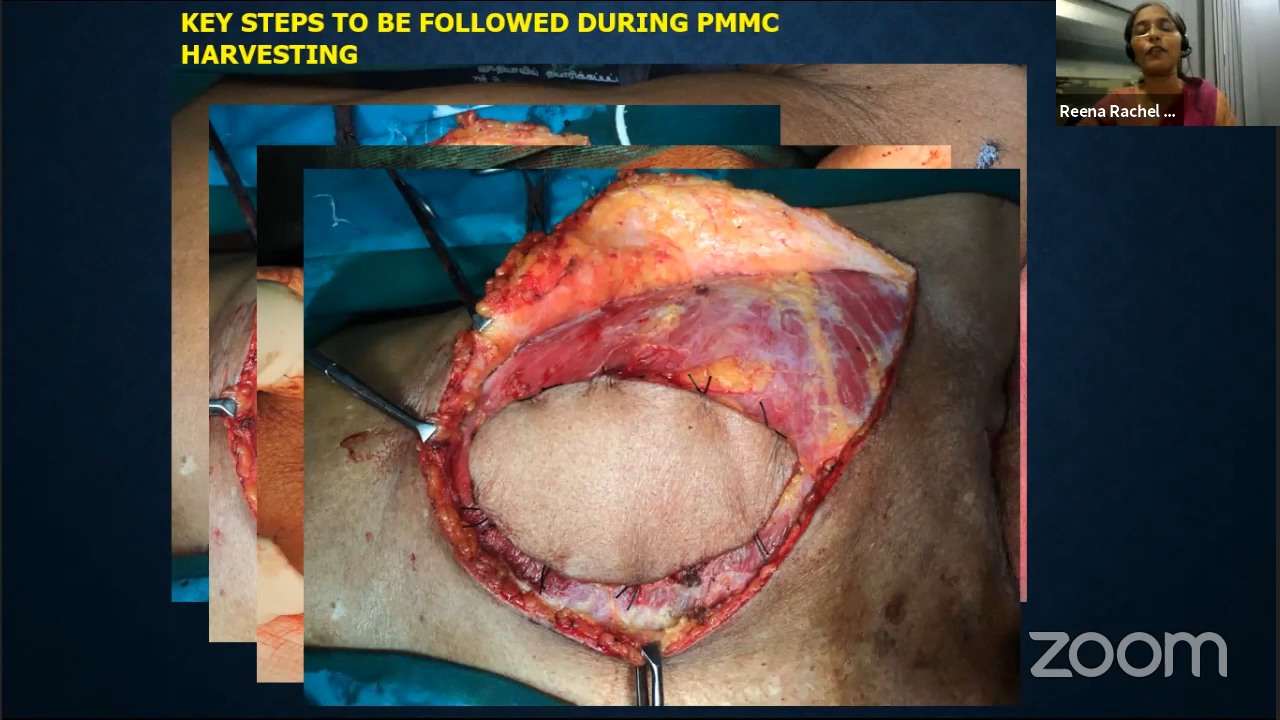 KEY STEPS TO BE FOLLOWED DURING PMMC
HARVESTING
Reena Rachel ...
zoom